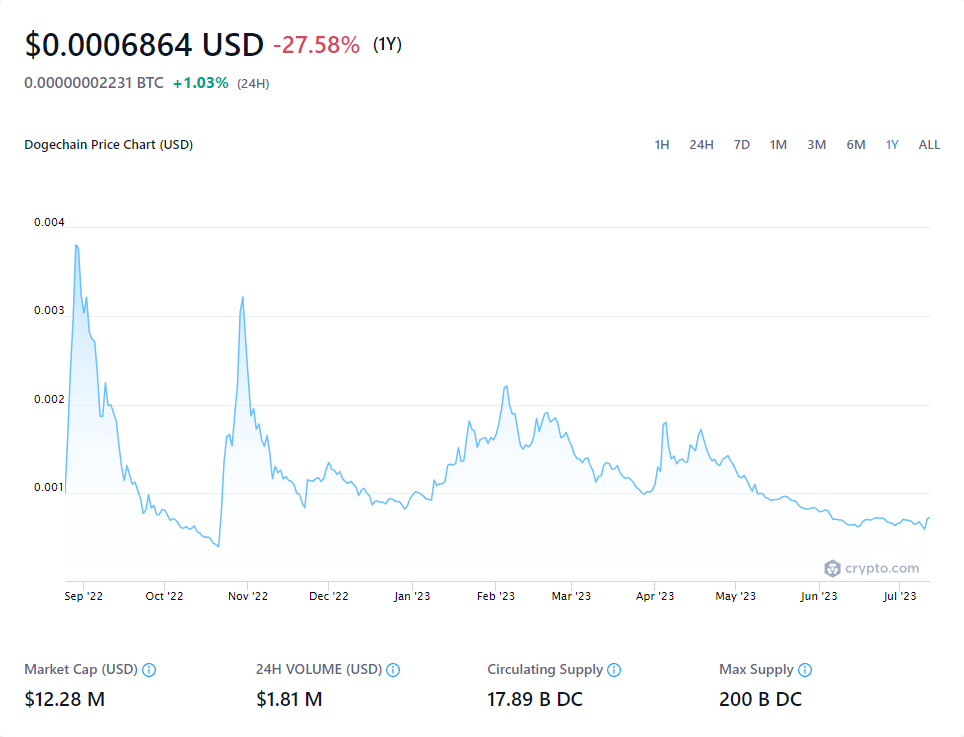 $0.0006864 USD -27.58% (1Y)
0.00000002231 BTC +1.03% (24H)
Dogechain Price Chart (USD) 1H 24H 7D 1M 3M 6M 1Y ALL
0.004
0.003
0.002
0.001
crypto.com
Sep '22 Oct '22 Nov '22 Dec '22 Jan '23 Feb '23 Mar '23 Apr '23 May '23 Jun '23 Jul '23
Market Cap (USD) 24H VOLUME (USD) Circulating Supply Max Supply
$12.28 M $1.81 M 17.89 B DC 200 B DC